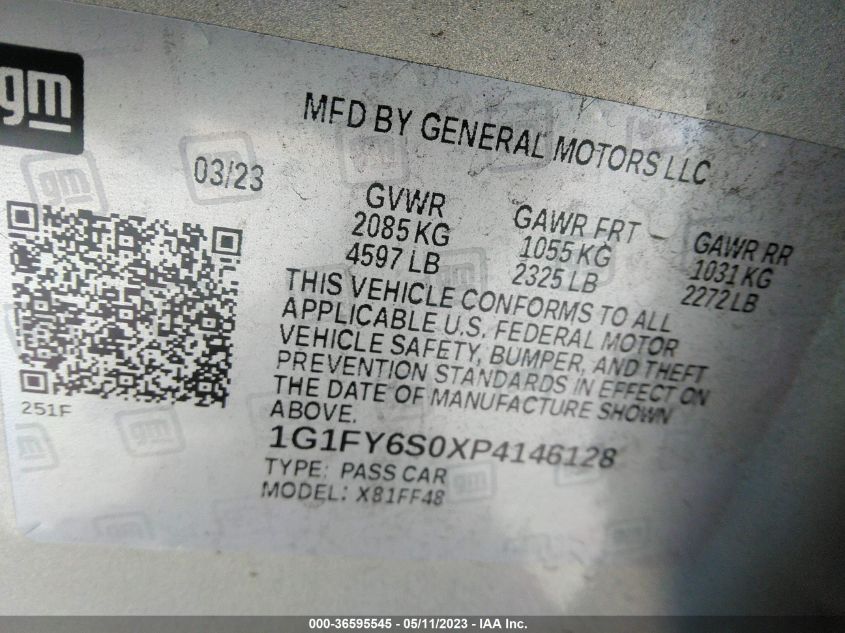 gm
MFD BY GENERAL MOTORS LLC
03/23
GVWR
2085 KG
4597 LB
GAWR FRT –
1055 KG
2325 LB
GAWR RR
1031 KG
2272 LB
THIS VEHICLE CONFORMS TO ALL
APPLICABLE U.S. FEDERAL MOTOR
VEHICLE SAFETY, BUMPER, AND THEFT
PREVENTION STANDARDS IN EFFECT ON
THE DATE OF MANUFACTURE SHOWN
ABOVE.
251F
1G1FY6S0XP4146128
TYPE: PASS CAR
MODEL: X81FF48
000-36595545 - 05/11/2023 - IAA Inc.